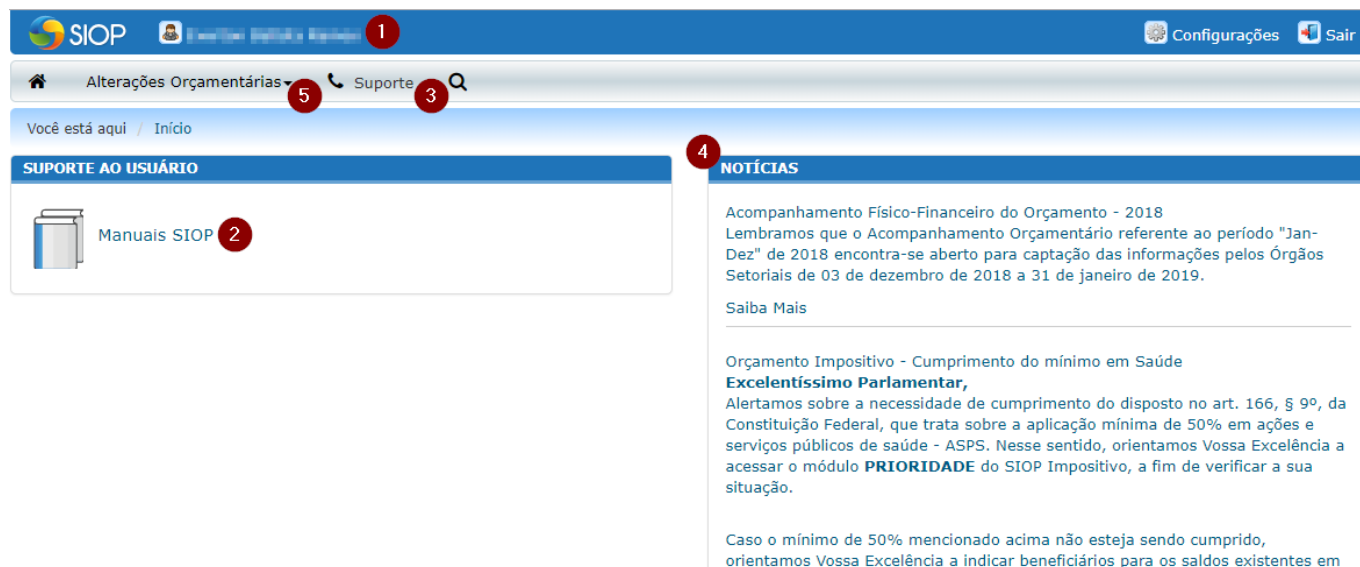 SIOP 1 Configurações Sair
Alterações Orçamentárias 5 Suporte 3
Você está aqui / Início
4
SUPORTE AO USUÁRIO
Manuais SIOP 2
NOTÍCIAS
Acompanhamento Físico-Financeiro do Orçamento - 2018
Lembramos que o Acompanhamento Orçamentário referente ao período "Jan-
Dez" de 2018 encontra-se aberto para captação das informações pelos Órgãos
Setoriais de 03 de dezembro de 2018 a 31 de janeiro de 2019.
Saiba Mais
Orçamento Impositivo - Cumprimento do mínimo em Saúde
Excelentíssimo Parlamentar,
Alertamos sobre a necessidade de cumprimento do disposto no art. 166, § 9º, da
Constituição Federal, que trata sobre a aplicação mínima de 50% em ações e
serviços públicos de saúde - ASPS. Nesse sentido, orientamos Vossa Excelência a
acessar o módulo PRIORIDADE do SIOP Impositivo, a fim de verificar a sua
situação.
Caso o mínimo de 50% mencionado acima não esteja sendo cumprido,
orientamos Vossa Excelência a indicar beneficiários para os saldos existentes em